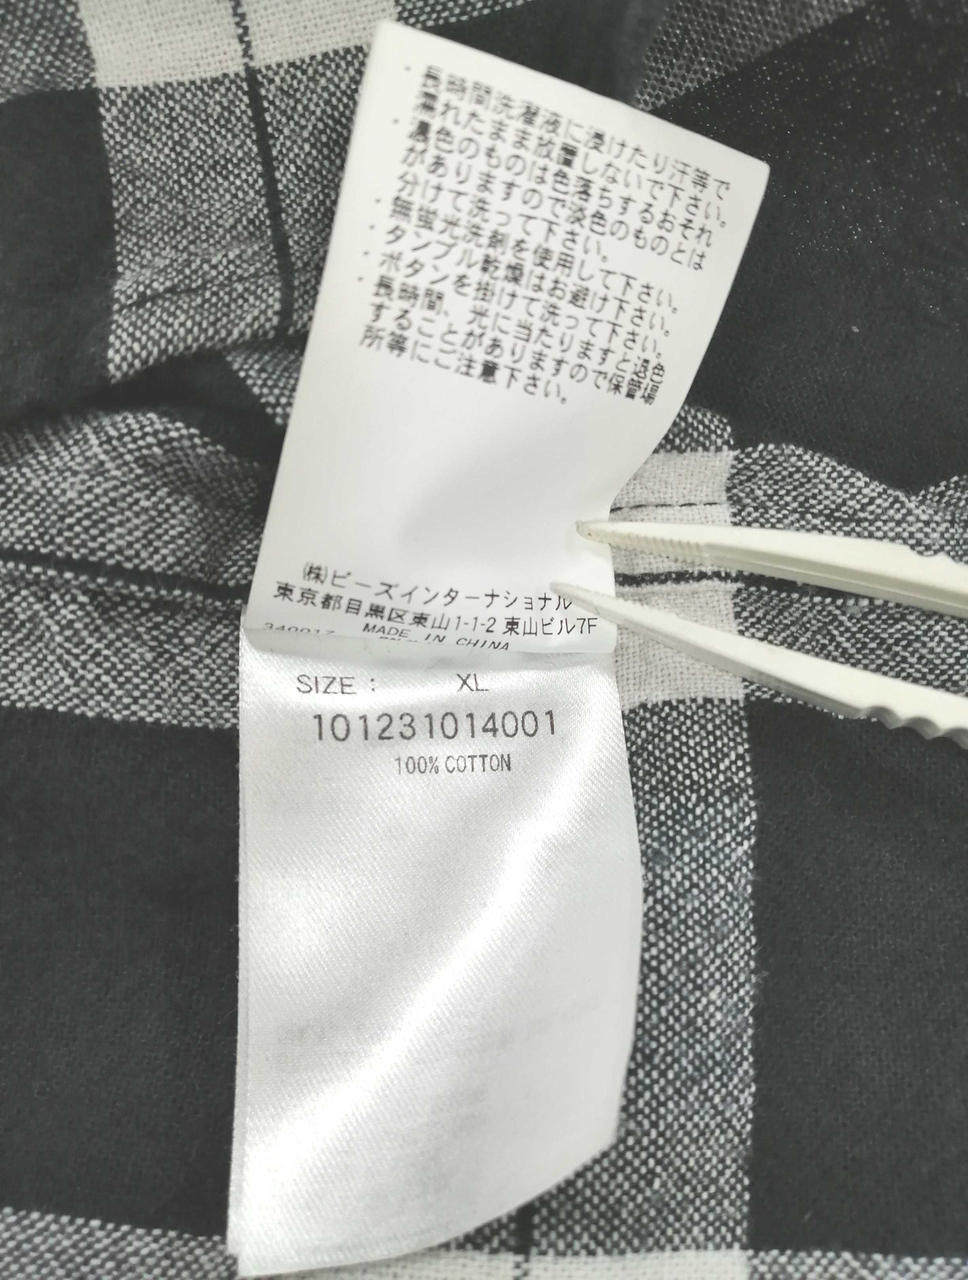 ・長時間洗濯液に浸けたり汗等で
濡れたまま放置しないで下さい。
・濃色のものは色落ちするおそれ
がありますので淡色のものとは
分けて洗って下さい。
・無蛍光洗剤を使用して下さい。
・タンブル乾燥はお避け下さい。
・ボタンを掛けて洗って下さい。
・長時間、光に当たりますと退色
することがありますので保管場
所等にご注意下さい。
㈱ビーズインターナショナル
東京都目黒区東山1-1-2 東山ビル7F
340017 MADE IN CHINA
SIZE : XL
101231014001
100% COTTON